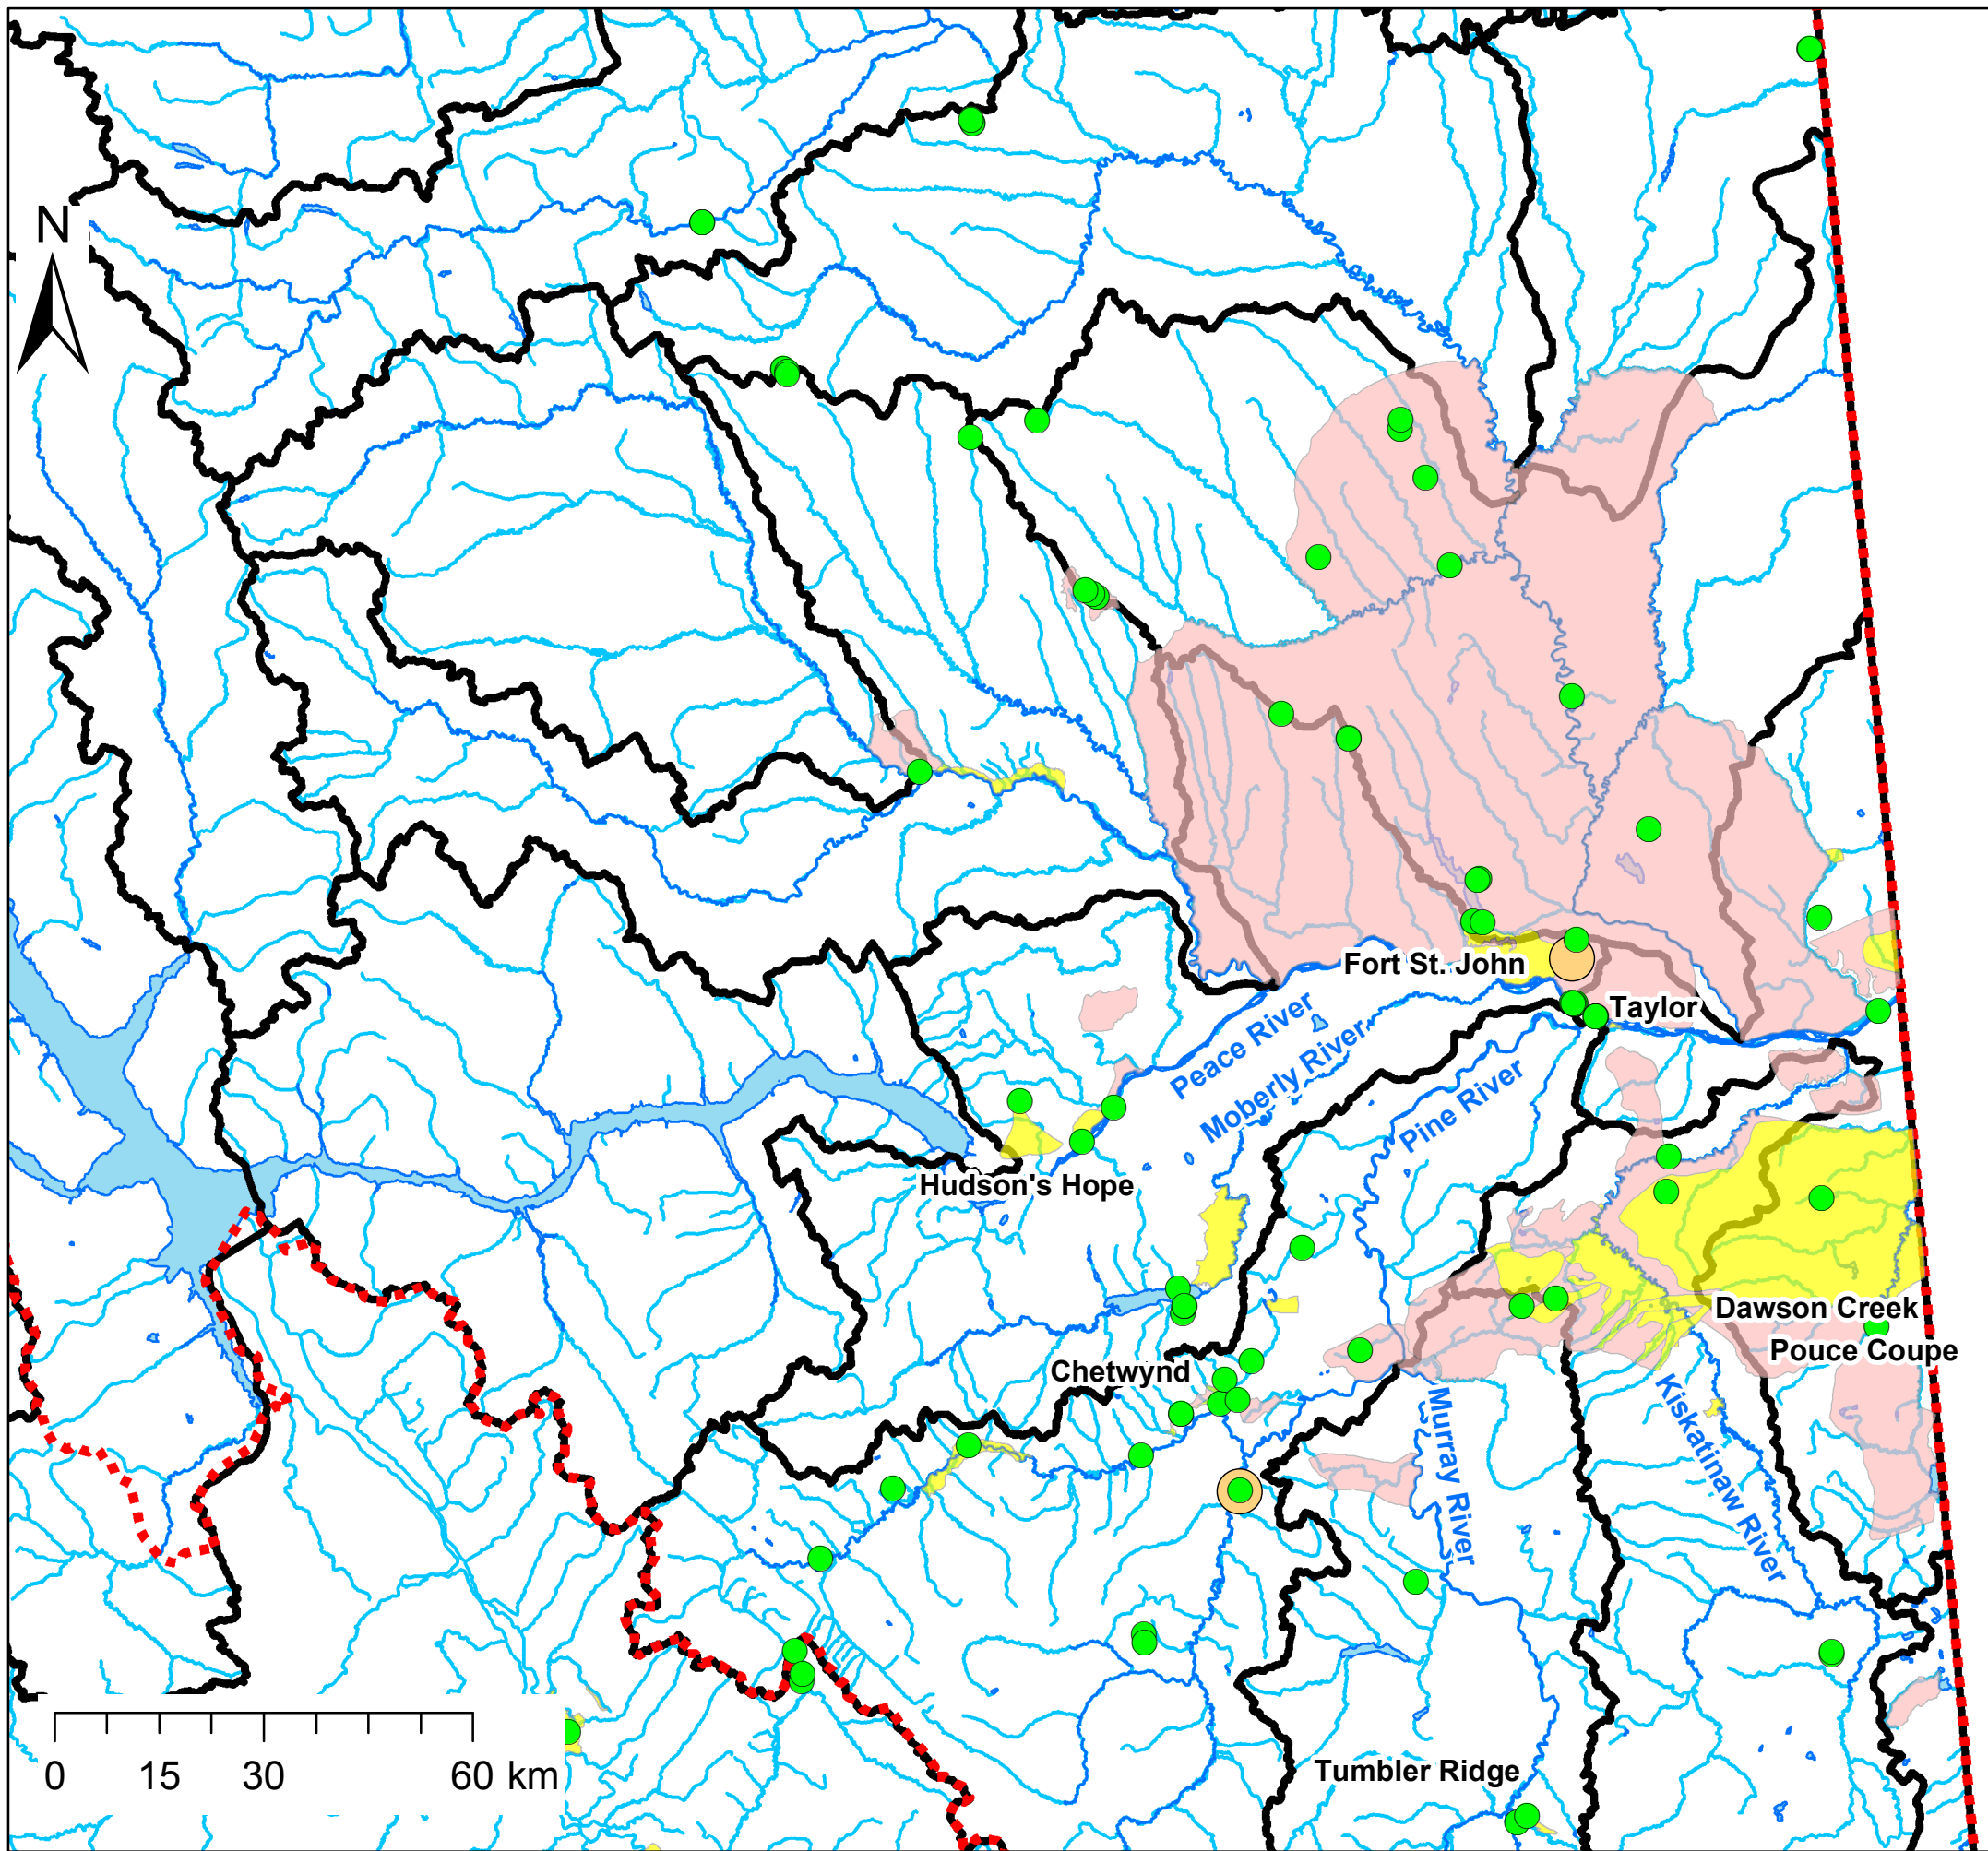 N
Fort St. John
Taylor
Peace River
Moberly River
Pine River
Hudson's Hope
Dawson Creek
Pouce Coupe
Chetwynd
Murray River
Kiskatinaw River
Tumbler Ridge
0 15 30 60 km